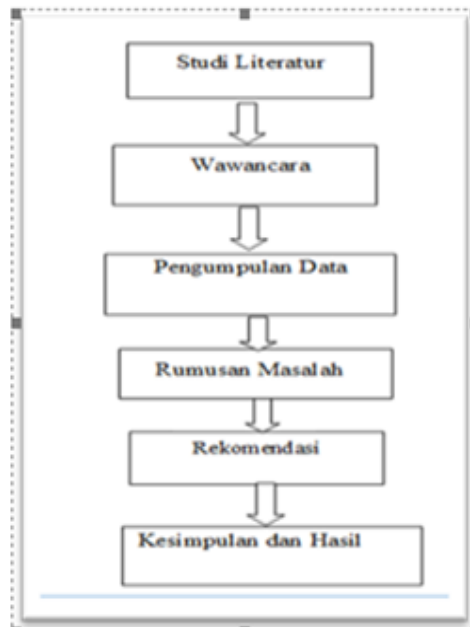 Studi Literatur
Wawancara
Pengumpulan Data
Rumusan Masalah
Rekomendasi
Kesimpulan dan Hasil